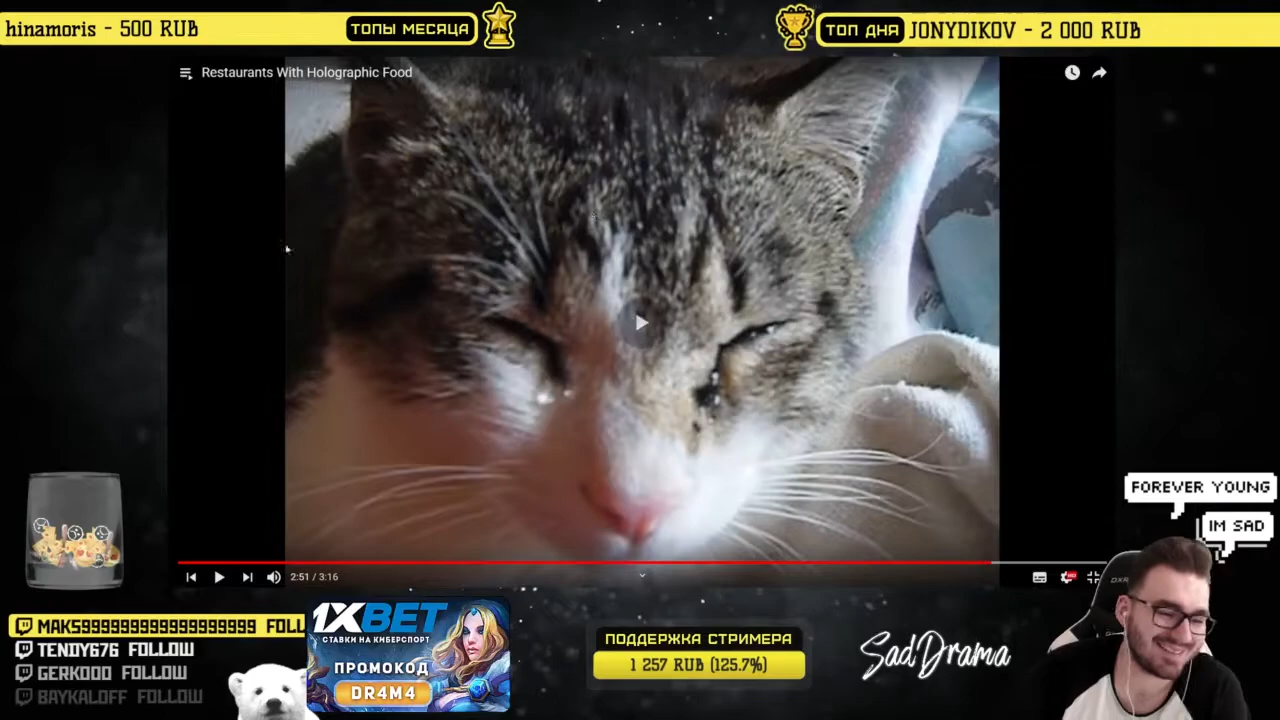 hinamoris - 500 RUB
ТОПЫ МЕСЯЦА
ТОП ДНЯ
JONYDIKOV - 2 000 RUB
Restaurants With Holographic Food
2:51 / 3:16
FOREVER YOUNG
IM SAD
MAK5999999999999999999 FOLL
TENDY676 FOLLOW
GERKOOO FOLLOW
BAYKALOFF FOLLOW
1XBET
СТАВКИ НА КИБЕРСПОРТ
ПРОМОКОД
DR4M4
ПОДДЕРЖКА СТРИМЕРА
1 257 RUB (125.7%)
SadDrama